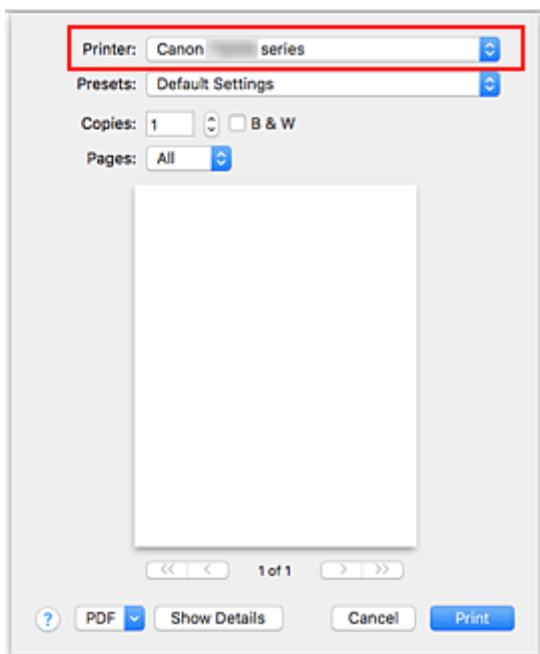 Printer: Canon series
Presets: Default Settings
Copies: 1 B & W
Pages: All
<< < 1 of 1 > >>
? PDF Show Details Cancel Print